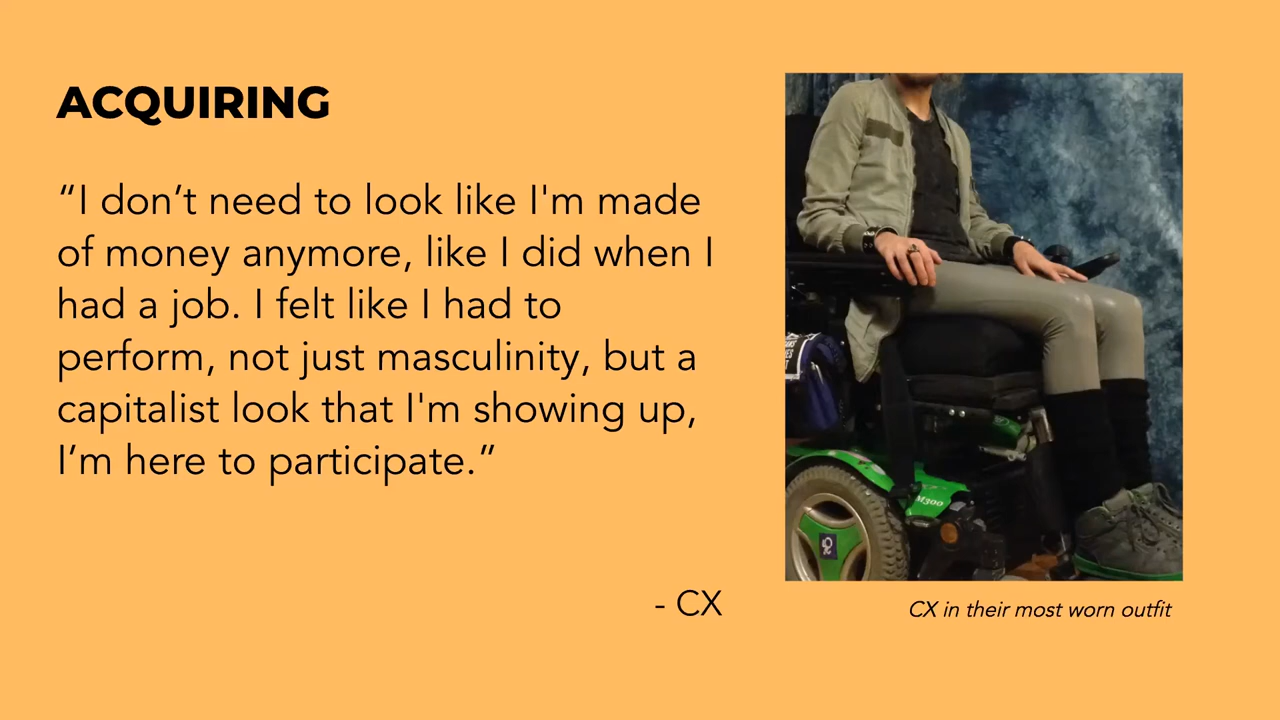 ACQUIRING
“I don’t need to look like I'm made
of money anymore, like I did when I
had a job. I felt like I had to
perform, not just masculinity, but a
capitalist look that I'm showing up,
I’m here to participate.”
- CX
M300
CX in their most worn outfit